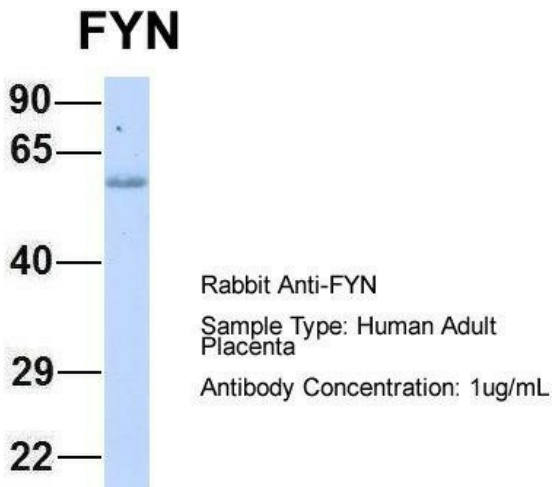 FYN
90
65
40
29
22
Rabbit Anti-FYN
Sample Type: Human Adult
Placenta
Antibody Concentration: 1ug/mL